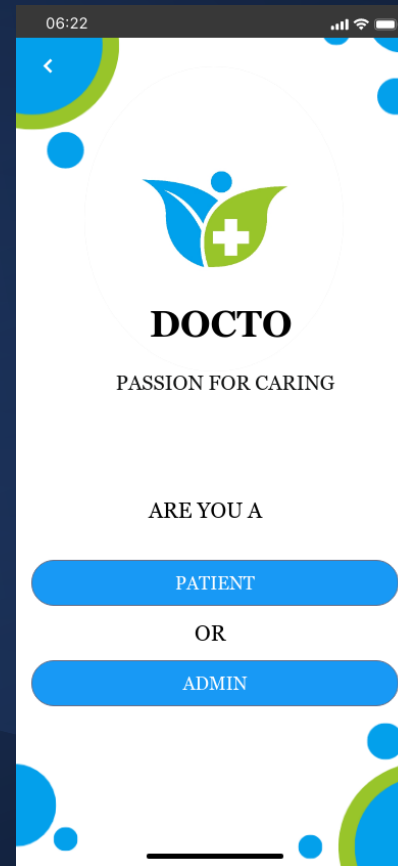 06:22
DOCTO
PASSION FOR CARING
ARE YOU A
PATIENT
OR
ADMIN